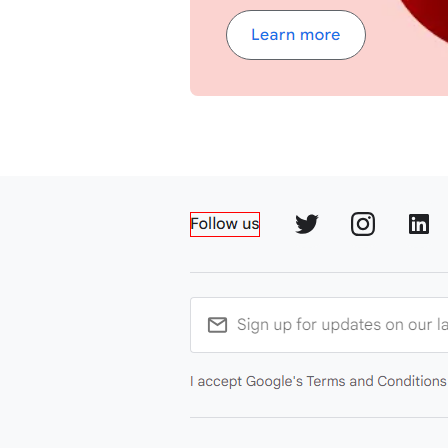 Learn more
Follow us
Sign up for updates on our la
I accept Google's Terms and Conditions